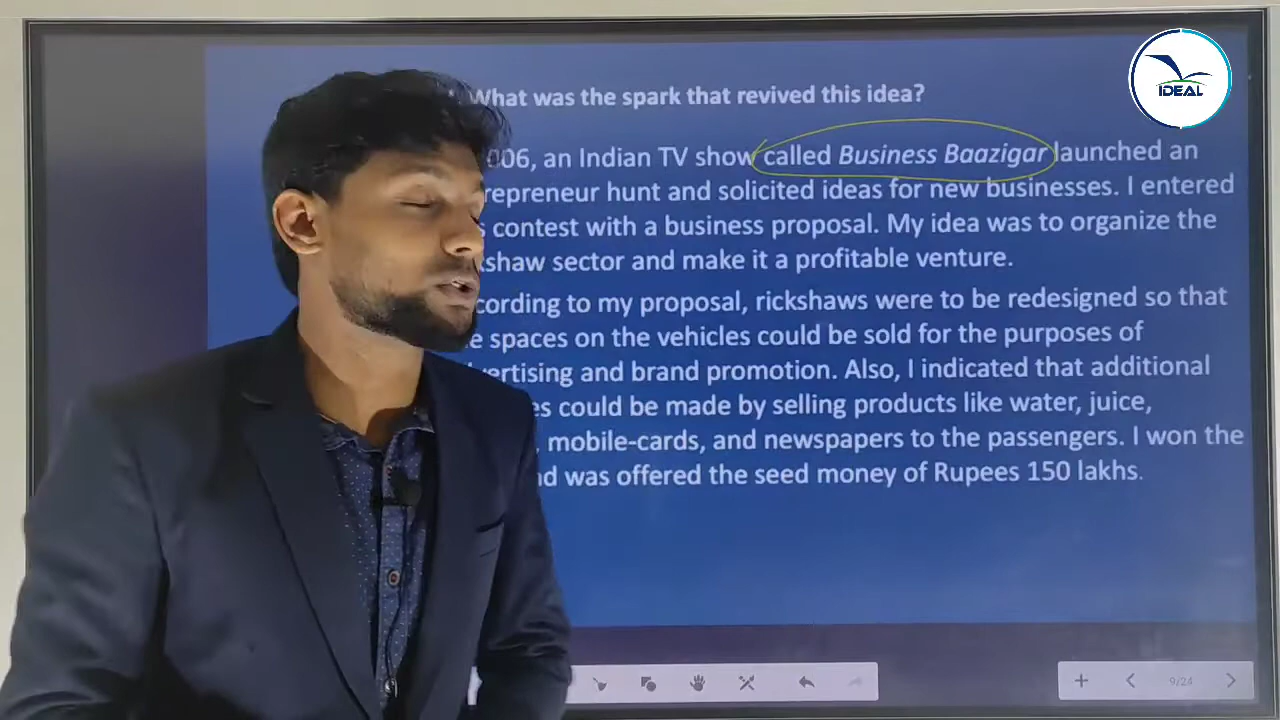 What was the spark that revived this idea?
IDEAL
006, an Indian TV show called Business Baazigar launched an
repreneur hunt and solicited ideas for new businesses. I entered
s contest with a business proposal. My idea was to organize the
kshaw sector and make it a profitable venture.
cording to my proposal, rickshaws were to be redesigned so that
e spaces on the vehicles could be sold for the purposes of
vertising and brand promotion. Also, I indicated that additional
es could be made by selling products like water, juice,
, mobile-cards, and newspapers to the passengers. I won the
nd was offered the seed money of Rupees 150 lakhs.
9/24